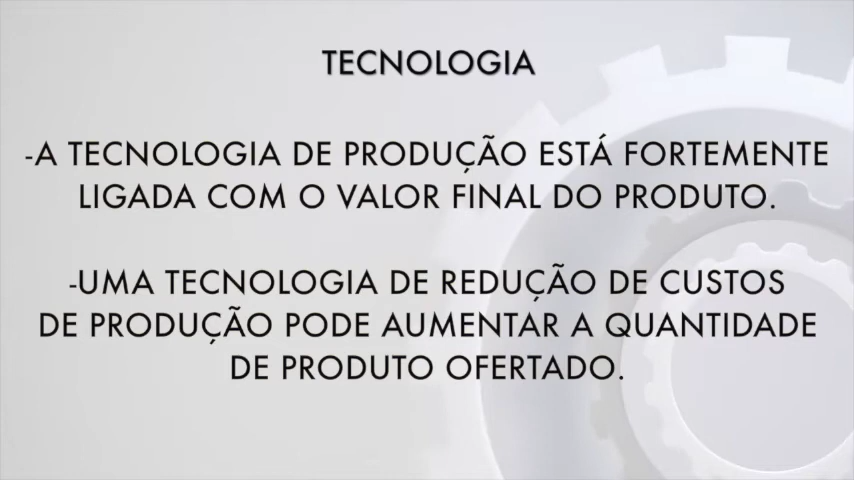 TECNOLOGIA
-A TECNOLOGIA DE PRODUÇÃO ESTÁ FORTEMENTE
LIGADA COM O VALOR FINAL DO PRODUTO.
-UMA TECNOLOGIA DE REDUÇÃO DE CUSTOS
DE PRODUÇÃO PODE AUMENTAR A QUANTIDADE
DE PRODUTO OFERTADO.